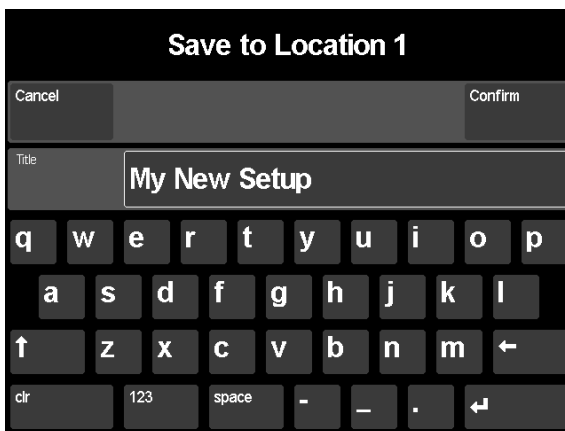 Save to Location 1
Cancel Confirm
Title My New Setup
q w e r t y u i o p
a s d f g h j k l
↑ z x c v b n m ←
clr 123 space - _ . ↵